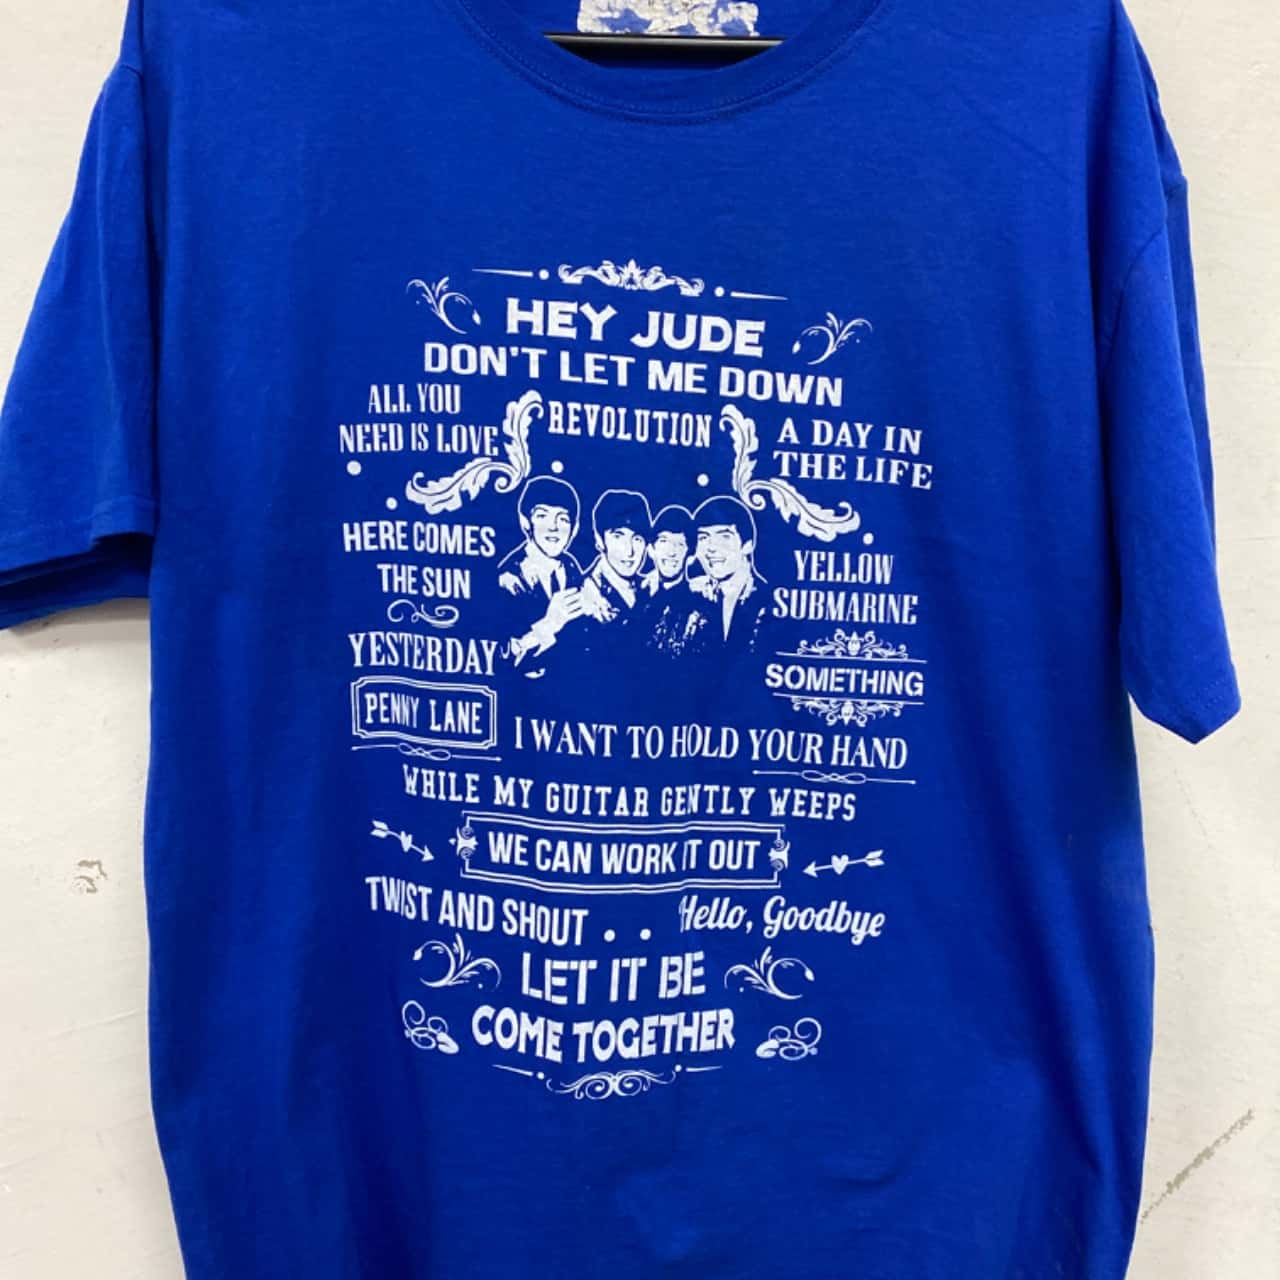 HEY JUDE
DON'T LET ME DOWN
ALL YOU
NEED IS LOVE
REVOLUTION
A DAY IN
THE LIFE
HERE COMES
THE SUN
YELLOW
SUBMARINE
YESTERDAY
SOMETHING
PENNY LANE
I WANT TO HOLD YOUR HAND
WHILE MY GUITAR GENTLY WEEPS
WE CAN WORK IT OUT
TWIST AND SHOUT . .
Hello, Goodbye
LET IT BE
COME TOGETHER